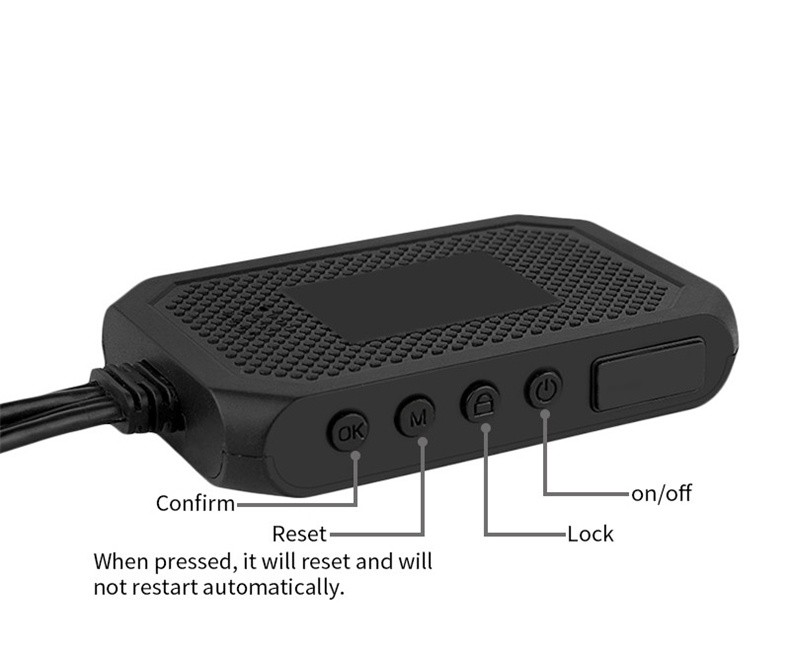 OK
M
Confirm
on/off
Reset
Lock
When pressed, it will reset and will
not restart automatically.